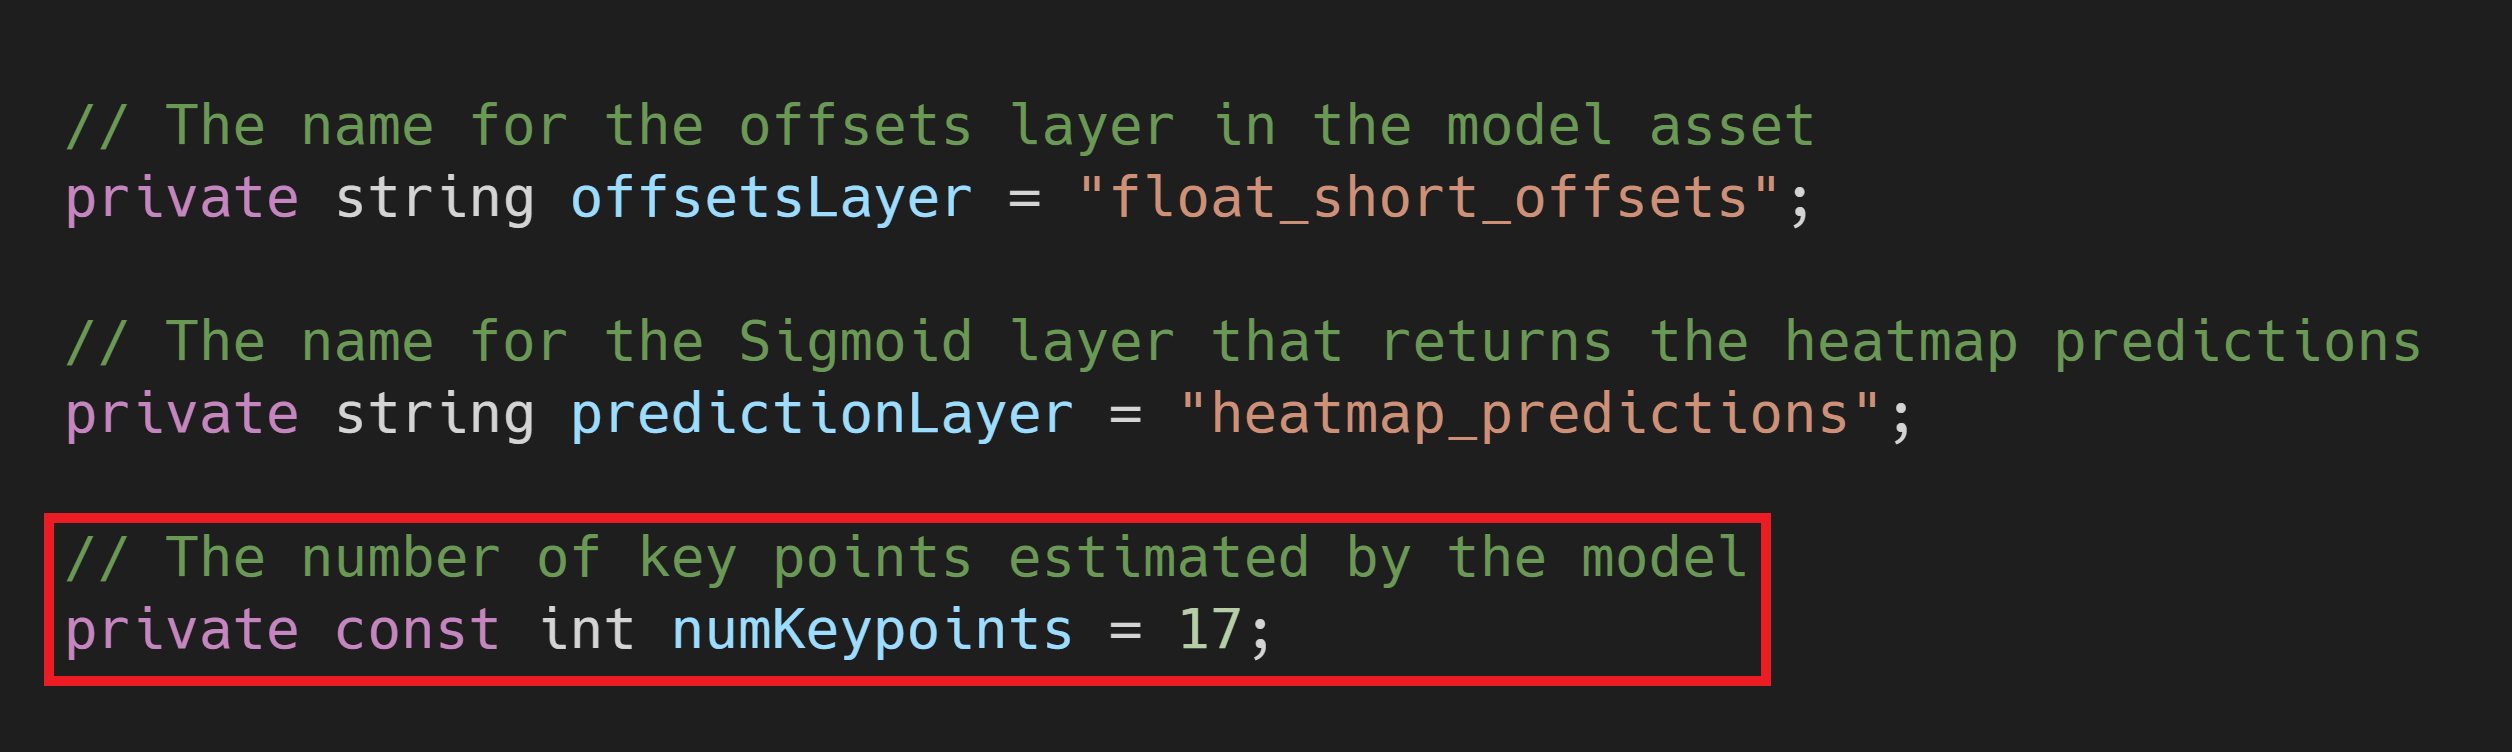 // The name for the offsets layer in the model asset
private string offsetsLayer = "float_short_offsets";
// The name for the Sigmoid layer that returns the heatmap predictions
private string predictionLayer = "heatmap_predictions";
// The number of key points estimated by the model
private const int numKeypoints = 17;